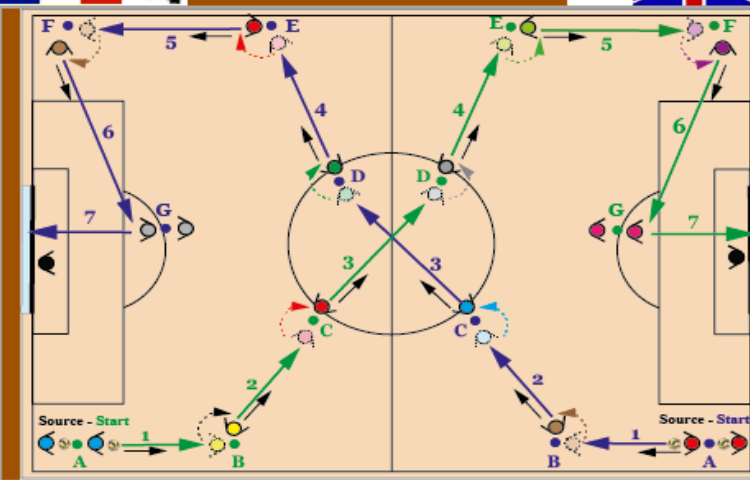 F E E F
5 5
4 4
6 6
D D
G G
7 7
3 3
C C
2 2
Source - Start Source - Start
1 1
A B B A